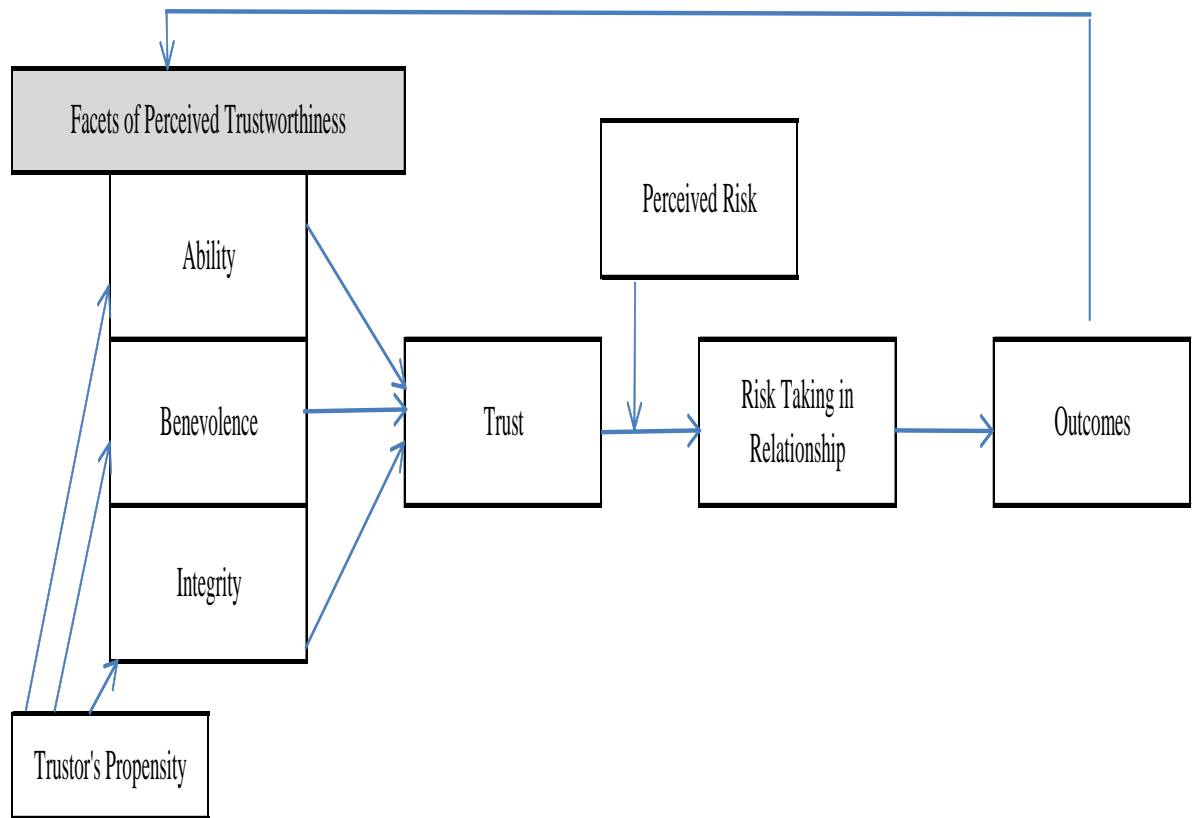 Facets of Perceived Trustworthiness
Perceived Risk
Ability
Benevolence
Trust
Risk Taking in
Relationship
Outcomes
Integrity
Trustor's Propensity